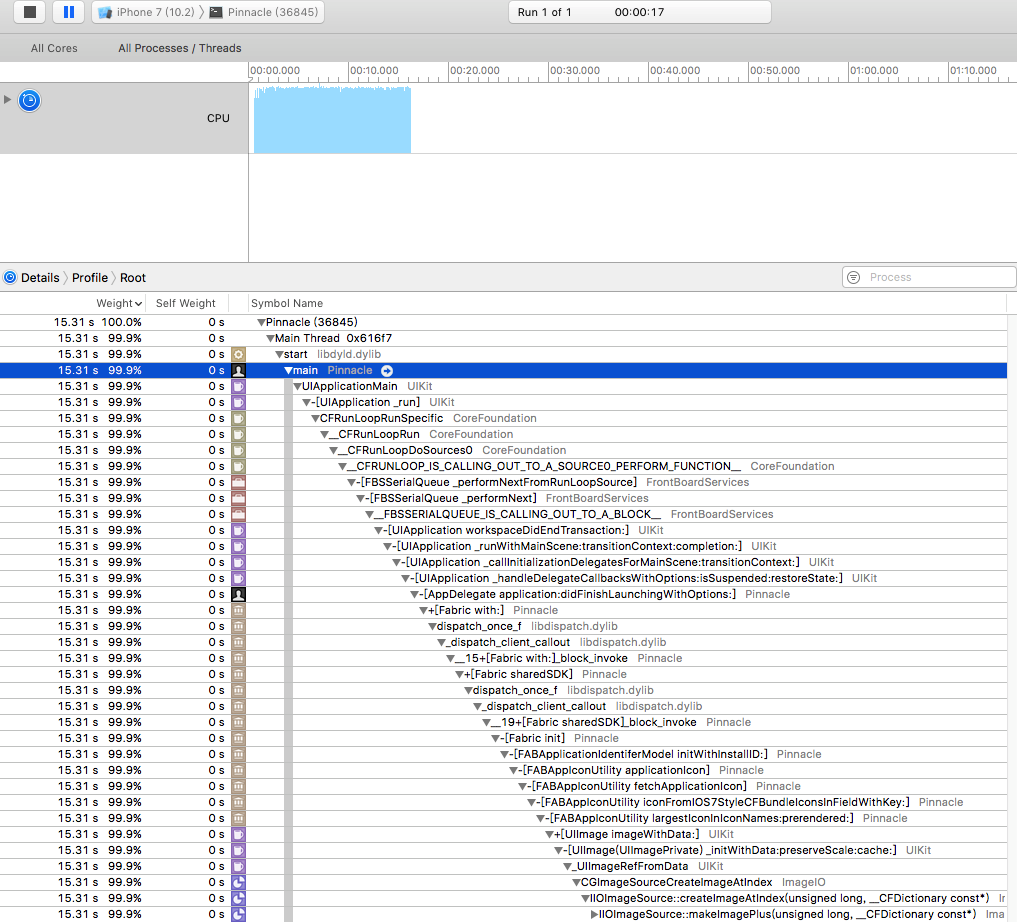 iPhone 7 (10.2) Pinnacle (36845) Run 1 of 1 00:00:17
All Cores All Processes / Threads
00:00.000 00:10.000 00:20.000 00:30.000 00:40.000 00:50.000 01:00.000 01:10.000
CPU
Details Profile Root Process
Weight Self Weight Symbol Name
15.31 s 100.0% 0 s Pinnacle (36845)
15.31 s 99.9% 0 s Main Thread 0x616f7
15.31 s 99.9% 0 s start libdyld.dylib
15.31 s 99.9% 0 s main Pinnacle
15.31 s 99.9% 0 s UIApplicationMain UIKit
15.31 s 99.9% 0 s -[UIApplication _run] UIKit
15.31 s 99.9% 0 s CFRunLoopRunSpecific CoreFoundation
15.31 s 99.9% 0 s __CFRunLoopRun CoreFoundation
15.31 s 99.9% 0 s __CFRunLoopDoSources0 CoreFoundation
15.31 s 99.9% 0 s __CFRUNLOOP_IS_CALLING_OUT_TO_A_SOURCE0_PERFORM_FUNCTION__ CoreFoundation
15.31 s 99.9% 0 s -[FBSSerialQueue _performNextFromRunLoopSource] FrontBoardServices
15.31 s 99.9% 0 s -[FBSSerialQueue _performNext] FrontBoardServices
15.31 s 99.9% 0 s __FBSSERIALQUEUE_IS_CALLING_OUT_TO_A_BLOCK__ FrontBoardServices
15.31 s 99.9% 0 s -[UIApplication workspaceDidEndTransaction:] UIKit
15.31 s 99.9% 0 s -[UIApplication _runWithMainScene:transitionContext:completion:] UIKit
15.31 s 99.9% 0 s -[UIApplication _callInitializationDelegatesForMainScene:transitionContext:] UIKit
15.31 s 99.9% 0 s -[UIApplication _handleDelegateCallbacksWithOptions:isSuspended:restoreState:] UIKit
15.31 s 99.9% 0 s -[AppDelegate application:didFinishLaunchingWithOptions:] Pinnacle
15.31 s 99.9% 0 s +[Fabric with:] Pinnacle
15.31 s 99.9% 0 s dispatch_once_f libdispatch.dylib
15.31 s 99.9% 0 s _dispatch_client_callout libdispatch.dylib
15.31 s 99.9% 0 s __15+[Fabric with:]_block_invoke Pinnacle
15.31 s 99.9% 0 s +[Fabric sharedSDK] Pinnacle
15.31 s 99.9% 0 s dispatch_once_f libdispatch.dylib
15.31 s 99.9% 0 s _dispatch_client_callout libdispatch.dylib
15.31 s 99.9% 0 s __19+[Fabric sharedSDK]_block_invoke Pinnacle
15.31 s 99.9% 0 s -[Fabric init] Pinnacle
15.31 s 99.9% 0 s -[FABApplicationIdentiferModel initWithInstallID:] Pinnacle
15.31 s 99.9% 0 s -[FABAppIconUtility applicationIcon] Pinnacle
15.31 s 99.9% 0 s -[FABAppIconUtility fetchApplicationIcon] Pinnacle
15.31 s 99.9% 0 s -[FABAppIconUtility iconFromIOS7StyleCFBundleIconsInFieldWithKey:] Pinnacle
15.31 s 99.9% 0 s -[FABAppIconUtility largestIconInIconNames:prerendered:] Pinnacle
15.31 s 99.9% 0 s +[UIImage imageWithData:] UIKit
15.31 s 99.9% 0 s -[UIImage(UIImagePrivate) _initWithData:preserveScale:cache:] UIKit
15.31 s 99.9% 0 s _UIImageRefFromData UIKit
15.31 s 99.9% 0 s CGImageSourceCreateImageAtIndex ImageIO
15.31 s 99.9% 0 s IIOImageSource::createImageAtIndex(unsigned long, __CFDictionary const*)
15.31 s 99.9% 0 s IIOImageSource::makeImagePlus(unsigned long, __CFDictionary const*) Ima